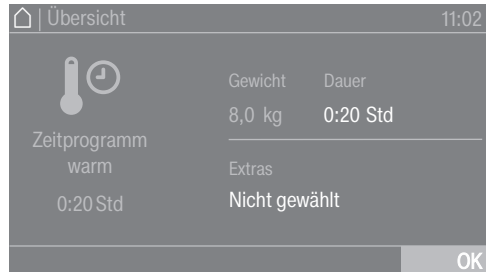 | Übersicht 11:02
Gewicht Dauer
8,0 kg 0:20 Std
Zeitprogramm
warm
0:20 Std
Extras
Nicht gewählt
OK